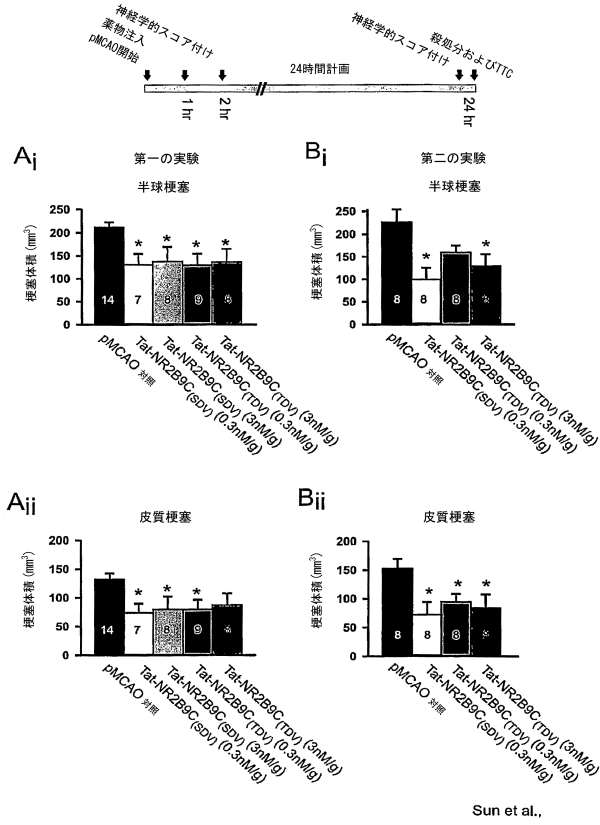 神経学的スコア付け
薬物注入
pMCAO開始
神経学的スコア付け
殺処分およびTTC
24時間計画
1 hr
2 hr
24 hr
Ai
第一の実験
半球梗塞
梗塞体積 (mm³)
250
200
150
100
50
0
* * * *
14 7 8 9
pMCAO 対照
Tat-NR2B9C(SDV) (0.3nM/g)
Tat-NR2B9C(SDV) (3nM/g)
Tat-NR2B9C(TDV) (0.3nM/g)
Tat-NR2B9C(TDV) (3nM/g)
Bi
第二の実験
半球梗塞
梗塞体積 (mm³)
250
200
150
100
50
0
* *
8 8 8
pMCAO 対照
Tat-NR2B9C(SDV) (0.3nM/g)
Tat-NR2B9C(TDV) (0.3nM/g)
Tat-NR2B9C(TDV) (3nM/g)
Aii
皮質梗塞
梗塞体積 (mm³)
200
150
100
50
0
* * *
14 7 8 9
pMCAO 対照
Tat-NR2B9C(SDV) (0.3nM/g)
Tat-NR2B9C(SDV) (3nM/g)
Tat-NR2B9C(TDV) (0.3nM/g)
Tat-NR2B9C(TDV) (3nM/g)
Bii
皮質梗塞
梗塞体積 (mm³)
200
150
100
50
0
* * *
8 8 8
pMCAO 対照
Tat-NR2B9C(SDV) (0.3nM/g)
Tat-NR2B9C(TDV) (0.3nM/g)
Tat-NR2B9C(TDV) (3nM/g)
Sun et al.,